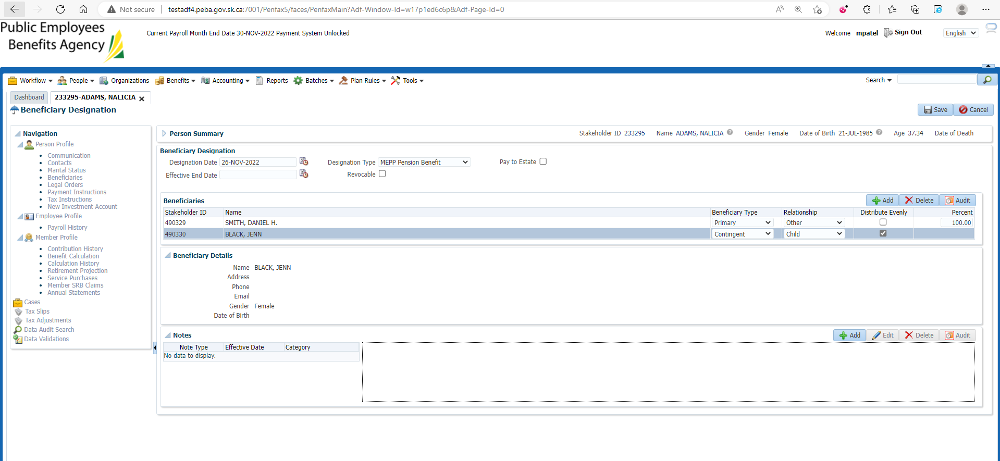 Not secure
testadf4.peba.gov.sk.ca:7001/Penfax5/faces/PenfaxMain?Adf-Window-Id=w17p1ed6c6p&Adf-Page-Id=0
Public Employees
Benefits Agency
Current Payroll Month End Date 30-NOV-2022 Payment System Unlocked
Welcome mpatel Sign Out English
Workflow People Organizations Benefits Accounting Reports Batches Plan Rules Tools Search
Dashboard 233295-ADAMS, NALICIA
Beneficiary Designation Save Cancel
Navigation
Person Profile
Communication
Contacts
Marital Status
Beneficiaries
Legal Orders
Payment Instructions
Tax Instructions
New Investment Account
Employee Profile
Payroll History
Member Profile
Contribution History
Benefit Calculation
Calculation History
Retirement Projection
Service Purchases
Member SRB Claims
Annual Statements
Cases
Tax Slips
Tax Adjustments
Data Audit Search
Data Validations
Person Summary Stakeholder ID 233295 Name ADAMS, NALICIA Gender Female Date of Birth 21-JUL-1985 Age 37.34 Date of Death
Beneficiary Designation
Designation Date 26-NOV-2022 Designation Type MEPP Pension Benefit Pay to Estate
Effective End Date Revocable
Beneficiaries Add Delete Audit
Stakeholder ID Name Beneficiary Type Relationship Distribute Evenly Percent
490329 SMITH, DANIEL H. Primary Other 100.00
490330 BLACK, JENN Contingent Child
Beneficiary Details
Name BLACK, JENN
Address
Phone
Email
Gender Female
Date of Birth
Notes Add Edit Delete Audit
Note Type Effective Date Category
No data to display.